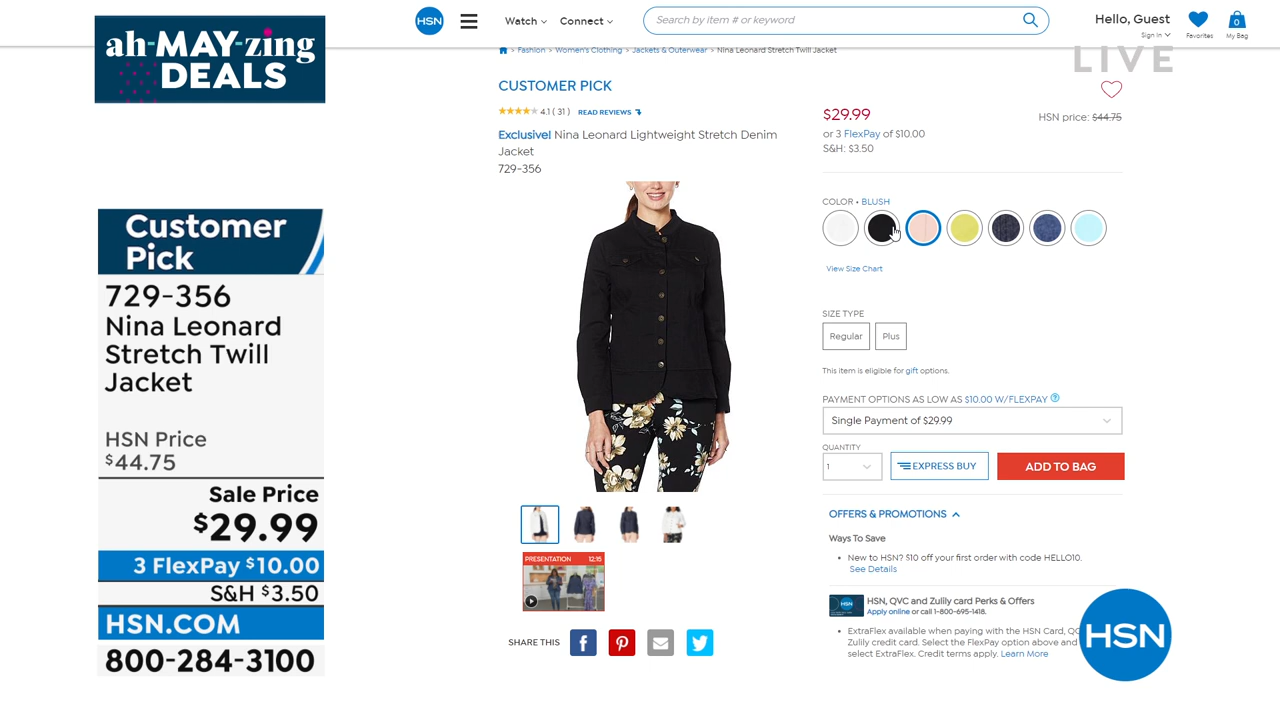 ah-MAY-zing
DEALS
HSN
Watch
Connect
Search by item # or keyword
Hello, Guest
Sign in
Favorites
0
My Bag
LIVE
> Fashion > Women's Clothing > Jackets & Outerwear > Nina Leonard Stretch Twill Jacket
CUSTOMER PICK
4.1 ( 31 ) READ REVIEWS
Exclusive! Nina Leonard Lightweight Stretch Denim
Jacket
729-356
$29.99
HSN price: $44.75
or 3 FlexPay of $10.00
S&H: $3.50
COLOR • BLUSH
View Size Chart
SIZE TYPE
Regular
Plus
This item is eligible for gift options.
PAYMENT OPTIONS AS LOW AS $10.00 W/FLEXPAY ?
Single Payment of $29.99
QUANTITY
1
EXPRESS BUY
ADD TO BAG
OFFERS & PROMOTIONS
Ways To Save
• New to HSN? $10 off your first order with code HELLO10.
See Details
HSN
HSN, QVC and Zulily card Perks & Offers
Apply online or call 1-800-695-1418.
• ExtraFlex available when paying with the HSN Card, QC
Zulily credit card. Select the FlexPay option above and
select ExtraFlex. Credit terms apply. Learn More
HSN
PRESENTATION 12:16
SHARE THIS
Customer
Pick
729-356
Nina Leonard
Stretch Twill
Jacket
HSN Price
$44.75
Sale Price
$29.99
3 FlexPay $10.00
S&H $3.50
HSN.COM
800-284-3100